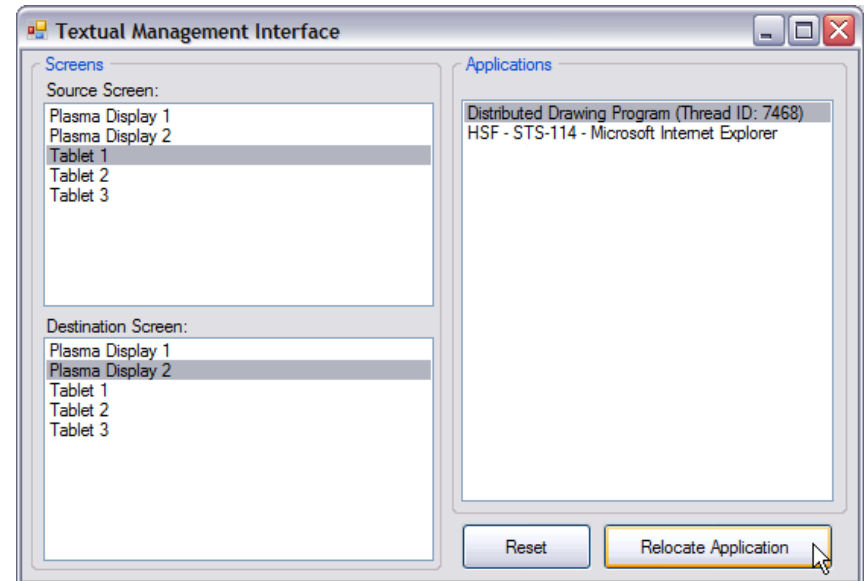 Textual Management Interface
Screens
Source Screen:
Plasma Display 1
Plasma Display 2
Tablet 1
Tablet 2
Tablet 3
Destination Screen:
Plasma Display 1
Plasma Display 2
Tablet 1
Tablet 2
Tablet 3
Applications
Distributed Drawing Program (Thread ID: 7468)
HSF - STS-114 - Microsoft Internet Explorer
Reset
Relocate Application